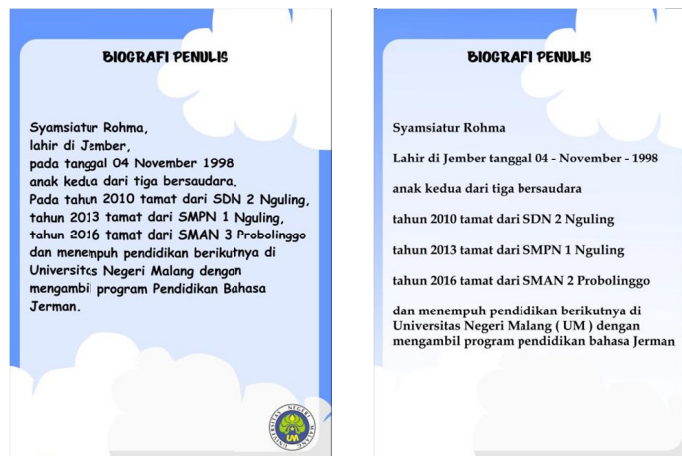 BIOGRAFI PENULIS
Syamsiatur Rohma,
lahir di Jember,
pada tanggal 04 November 1998
anak kedua dari tiga bersaudara.
Pada tahun 2010 tamat dari SDN 2 Nguling,
tahun 2013 tamat dari SMPN 1 Nguling,
tahun 2016 tamat dari SMAN 3 Probolinggo
dan menempuh pendidikan berikutnya di
Universitas Negeri Malang dengan
mengambil program Pendidikan Bahasa
Jerman.
UNIVERSITAS NEGERI MALANG
UM
BIOGRAFI PENULIS
Syamsiatur Rohma
Lahir di Jember tanggal 04 - November - 1998
anak kedua dari tiga bersaudara
tahun 2010 tamat dari SDN 2 Nguling
tahun 2013 tamat dari SMPN 1 Nguling
tahun 2016 tamat dari SMAN 2 Probolinggo
dan menempuh pendidikan berikutnya di
Universitas Negeri Malang ( UM ) dengan
mengambil program pendidikan bahasa Jerman